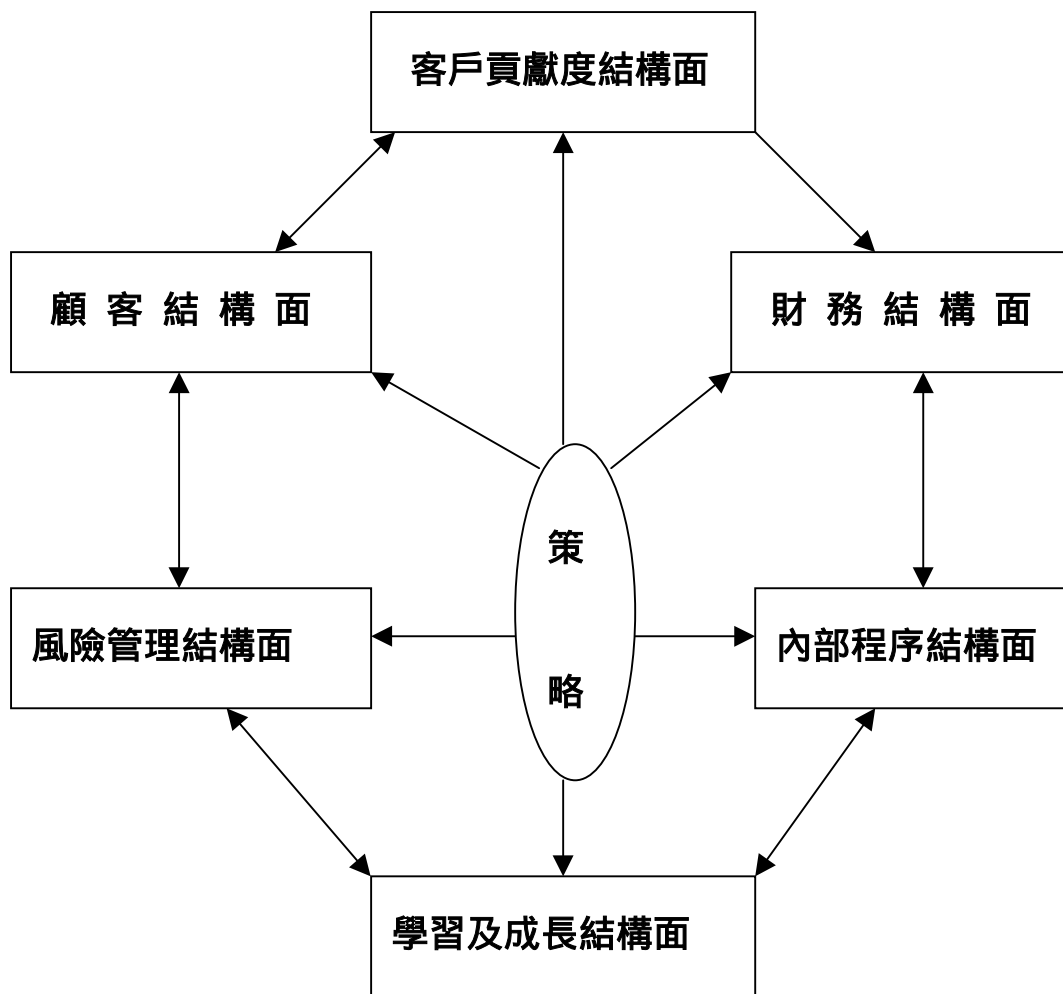 客戶貢獻度結構面
顧 客 結 構 面
財 務 結 構 面
策
略
風險管理結構面
內部程序結構面
學習及成長結構面